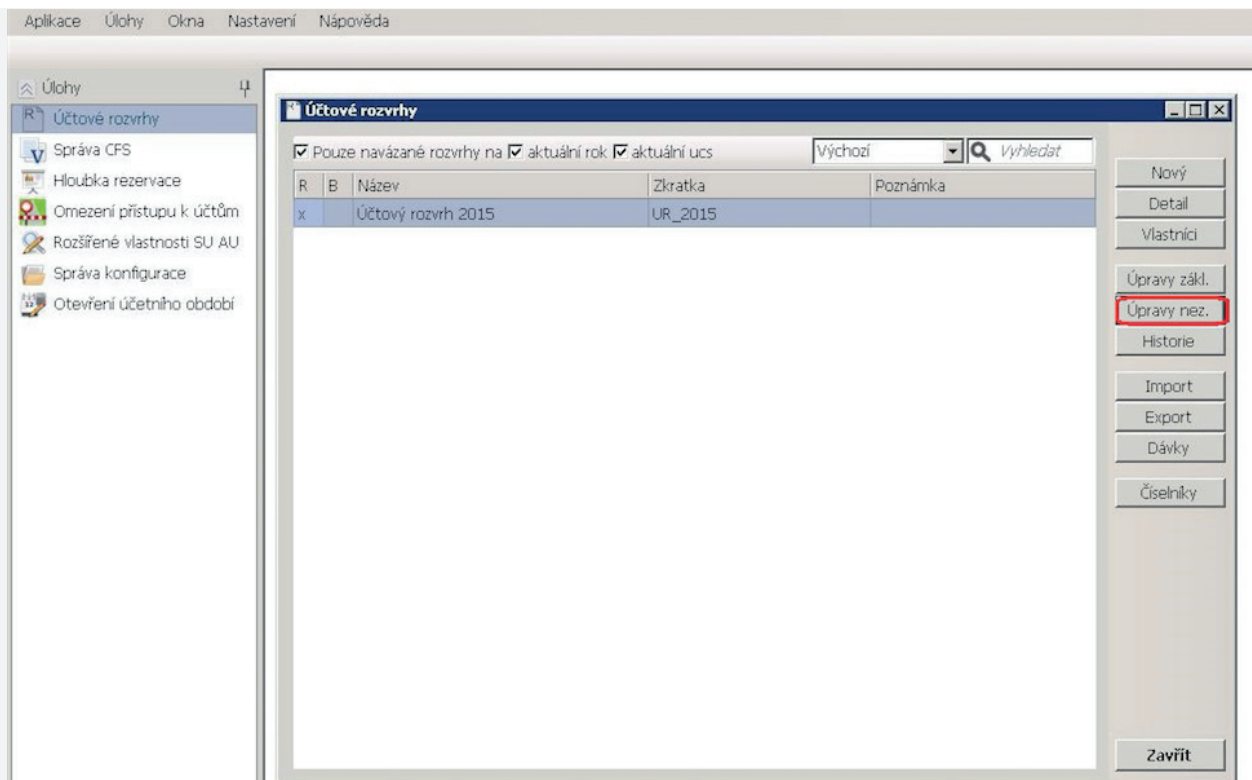 Aplikace Úlohy Okna Nastavení Nápověda
Úlohy
Účtové rozvrhy
Správa CFS
Hloubka rezervace
Omezení přístupu k účtům
Rozšířené vlastnosti SU AU
Správa konfigurace
Otevření účetního období
Účtové rozvrhy
Pouze navázané rozvrhy na aktuální rok aktuální ucs Výchozí Vyhledat
R B Název Zkratka Poznámka
x Účtový rozvrh 2015 UR_2015
Nový
Detail
Vlastníci
Úpravy zákl.
Úpravy nez.
Historie
Import
Export
Dávky
Číselníky
Zavřít